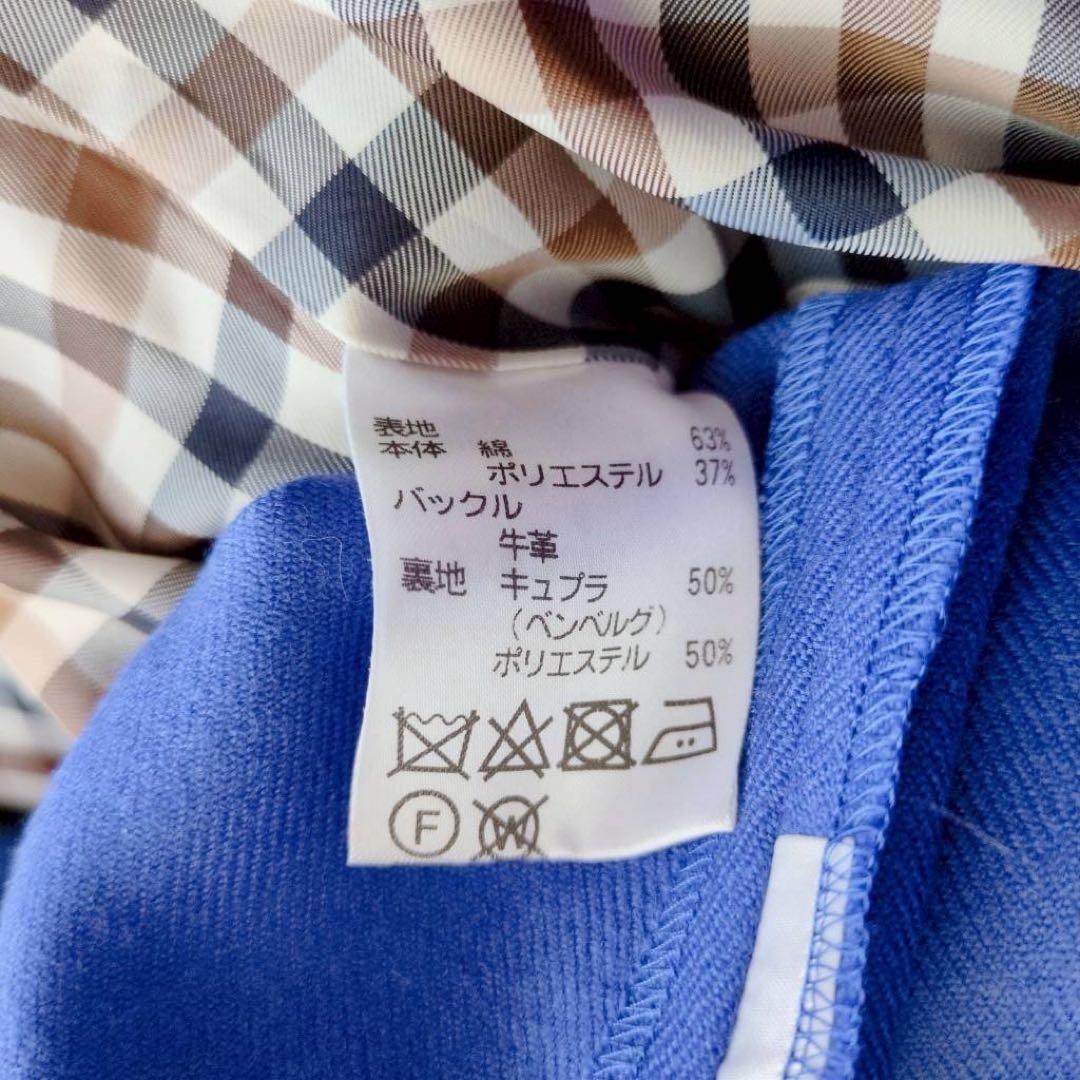 表地
本体 綿 63%
ポリエステル 37%
バックル
牛革
裏地 キュプラ 50%
(ベンベルグ)
ポリエステル 50%
F W